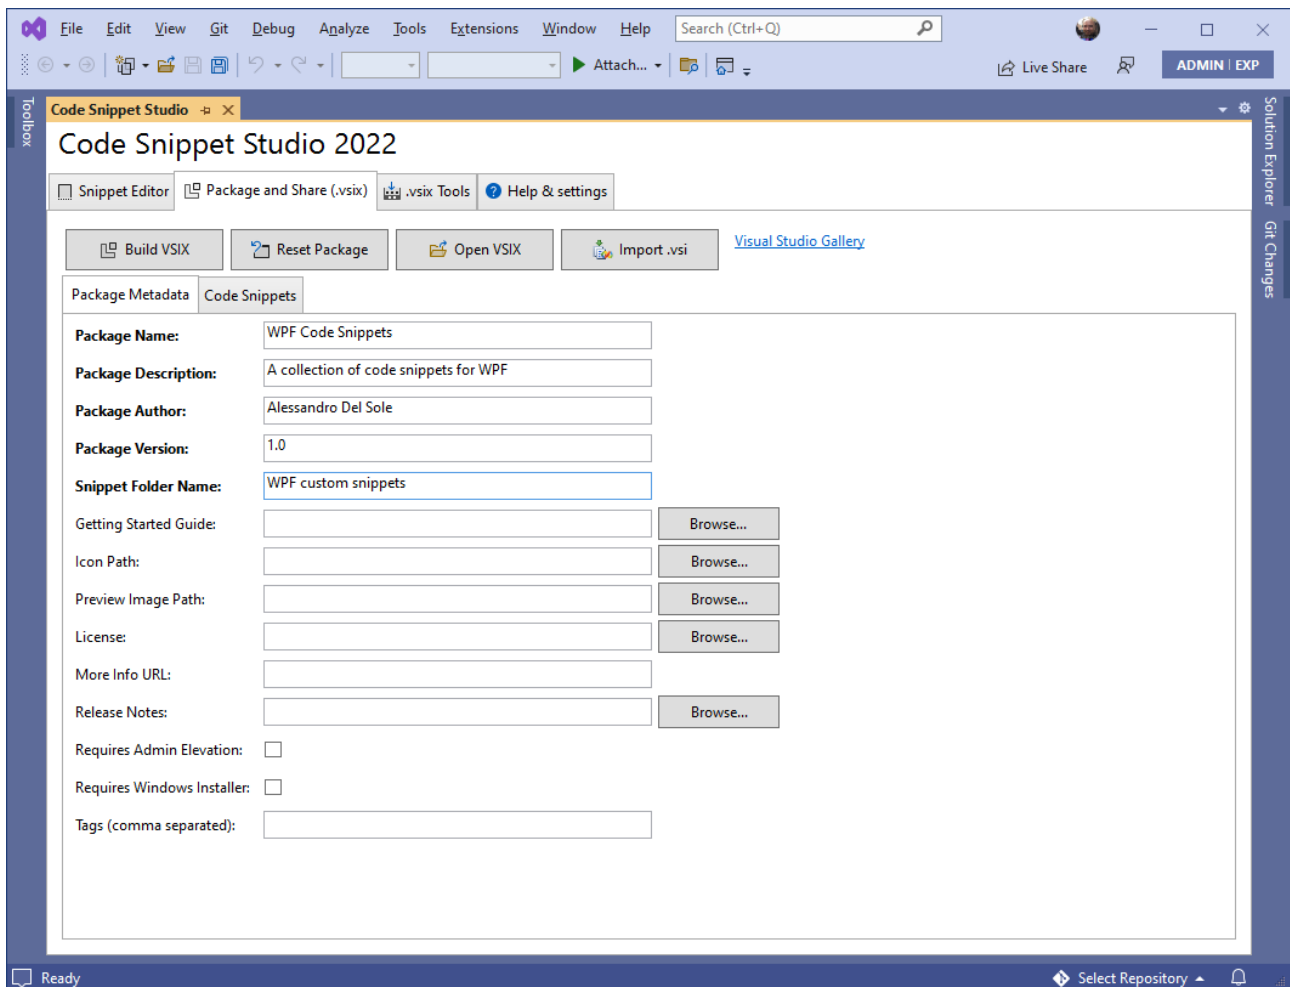 File Edit View Git Debug Analyze Tools Extensions Window Help Search (Ctrl+Q)
Attach... Live Share ADMIN EXP
Toolbox
Code Snippet Studio
Solution Explorer
Git Changes
Code Snippet Studio 2022
Snippet Editor Package and Share (.vsix) .vsix Tools Help & settings
Build VSIX Reset Package Open VSIX Import .vsi Visual Studio Gallery
Package Metadata Code Snippets
Package Name: WPF Code Snippets
Package Description: A collection of code snippets for WPF
Package Author: Alessandro Del Sole
Package Version: 1.0
Snippet Folder Name: WPF custom snippets
Getting Started Guide: Browse...
Icon Path: Browse...
Preview Image Path: Browse...
License: Browse...
More Info URL:
Release Notes: Browse...
Requires Admin Elevation:
Requires Windows Installer:
Tags (comma separated):
Ready Select Repository